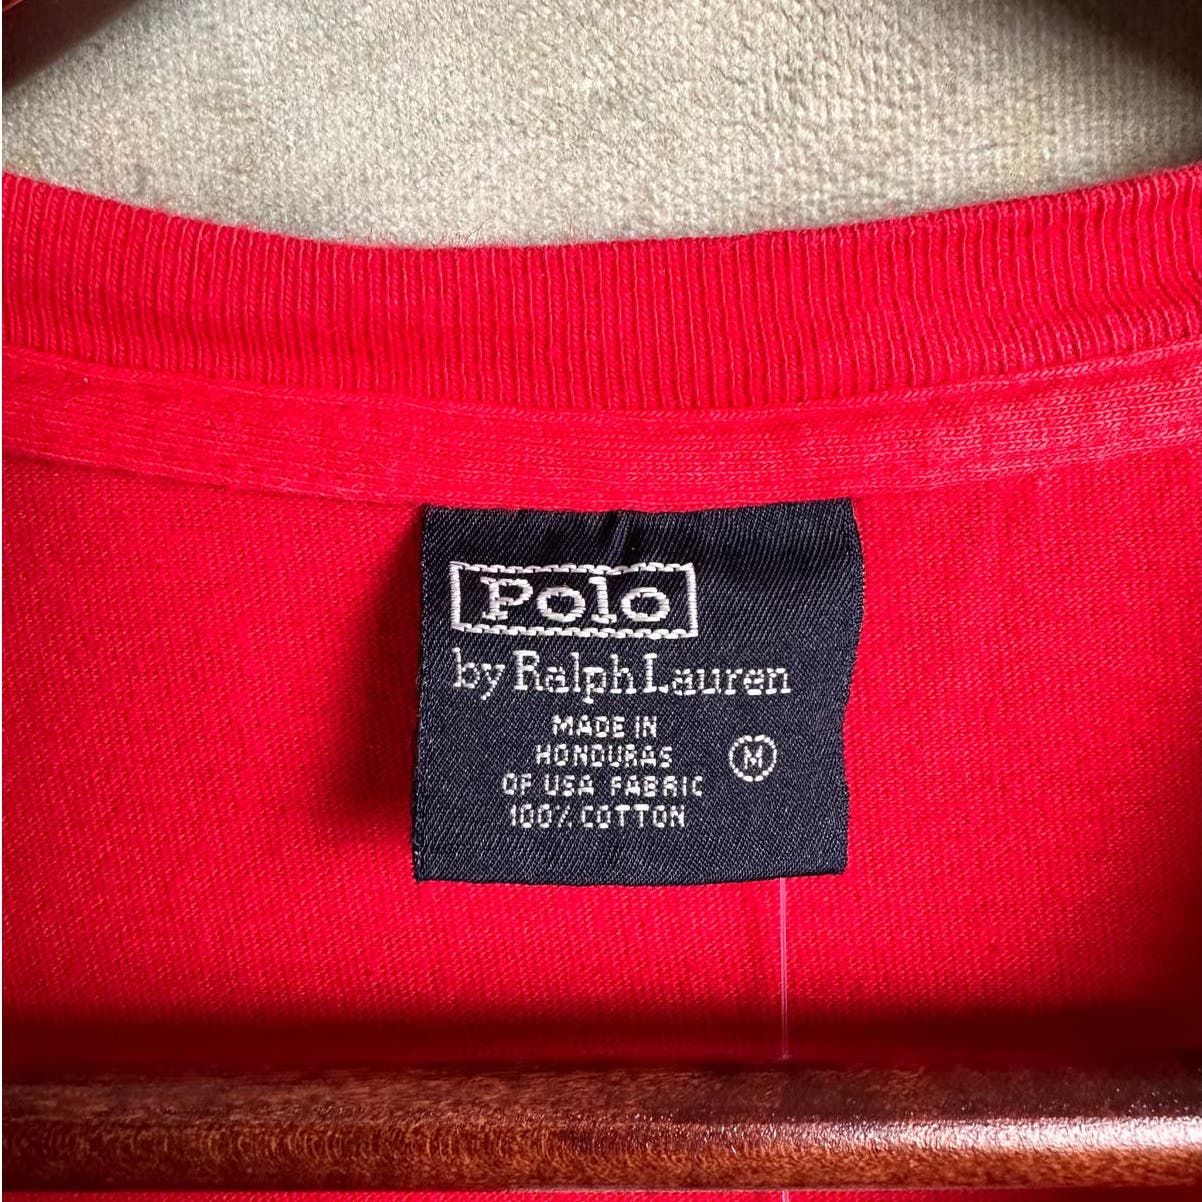 Polo
by Ralph Lauren
MADE IN
HONDURAS
OF USA FABRIC
100% COTTON
M